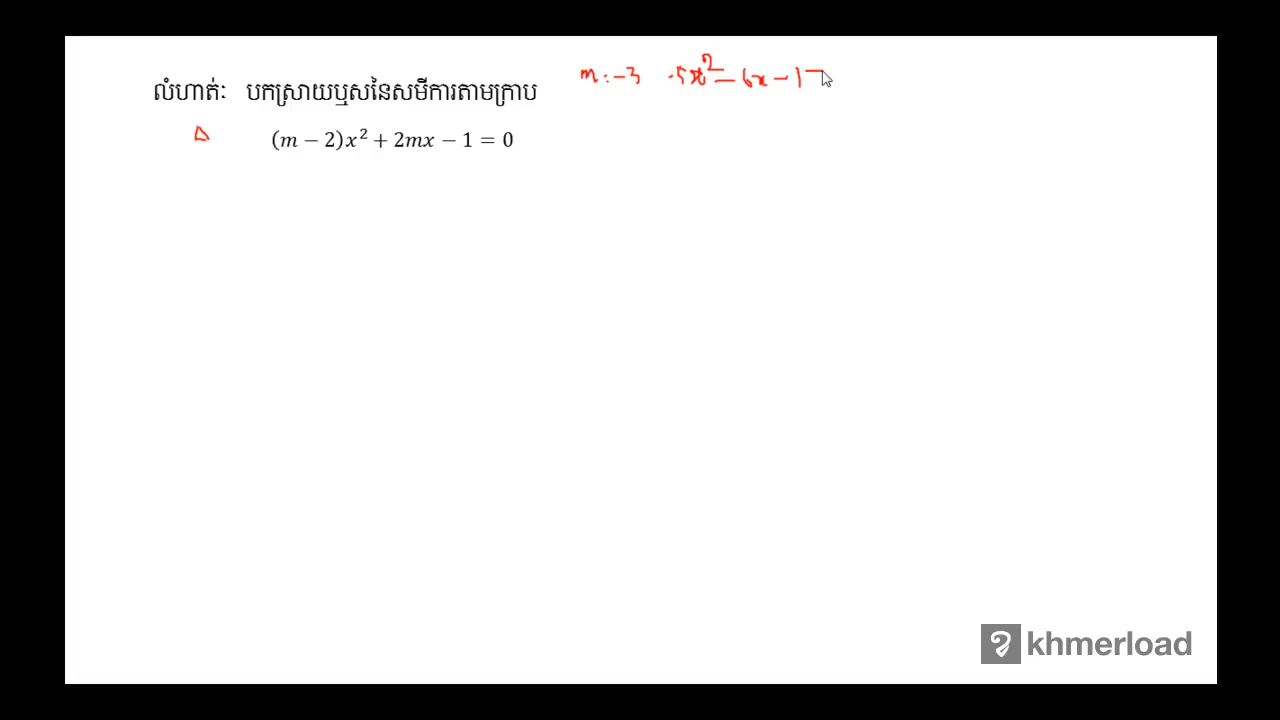 លំហាត់: បកស្រាយឬសនៃសមីការតាមក្រាប
m = -3 -5x² - 6x - 1
Δ (m − 2)x² + 2mx − 1 = 0
khmerload